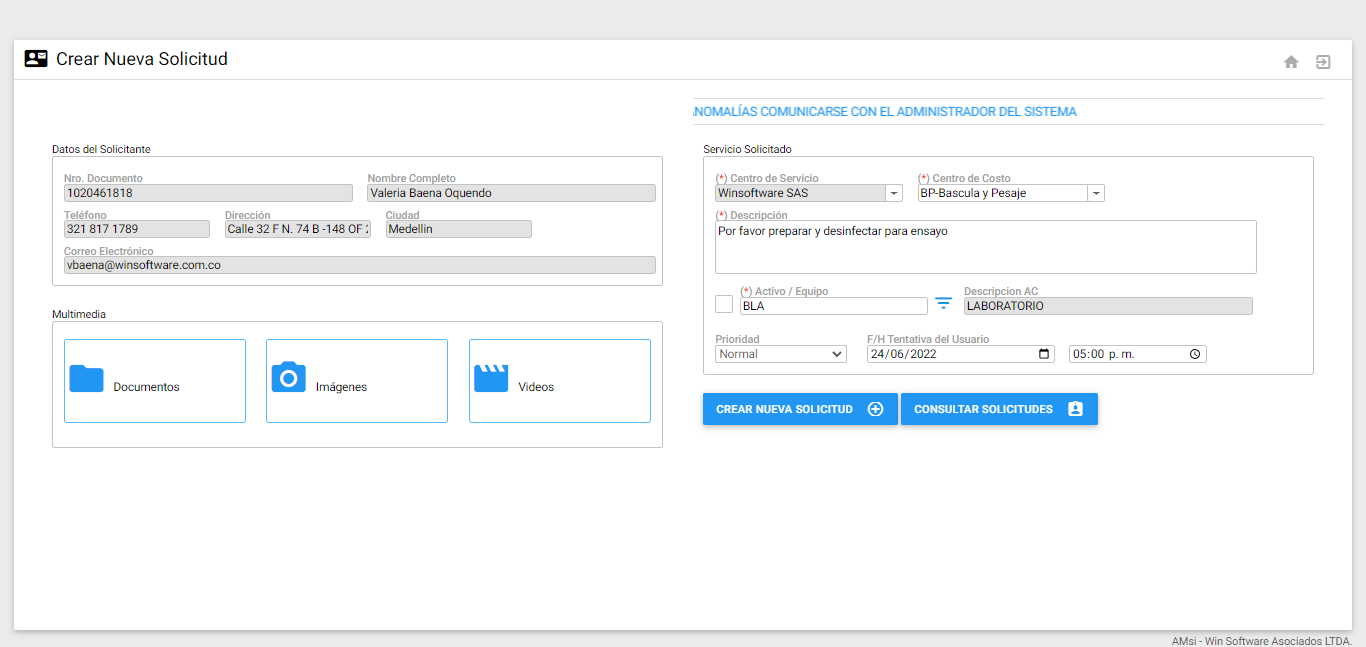 Crear Nueva Solicitud
NOMALÍAS COMUNICARSE CON EL ADMINISTRADOR DEL SISTEMA
Datos del Solicitante
Nro. Documento
Nombre Completo
1020461818
Valeria Baena Oquendo
Teléfono
Dirección
Ciudad
321 817 1789
Calle 32 F N. 74 B -148 OF 2
Medellin
Correo Electrónico
vbaena@winsoftware.com.co
Multimedia
Documentos
Imágenes
Videos
Servicio Solicitado
(*) Centro de Servicio
(*) Centro de Costo
Winsoftware SAS
BP-Bascula y Pesaje
(*) Descripción
Por favor preparar y desinfectar para ensayo
(*) Activo / Equipo
Descripcion AC
BLA
LABORATORIO
Prioridad
F/H Tentativa del Usuario
Normal
24/06/2022
05:00 p. m.
CREAR NUEVA SOLICITUD
CONSULTAR SOLICITUDES
AMsi - Win Software Asociados LTDA.